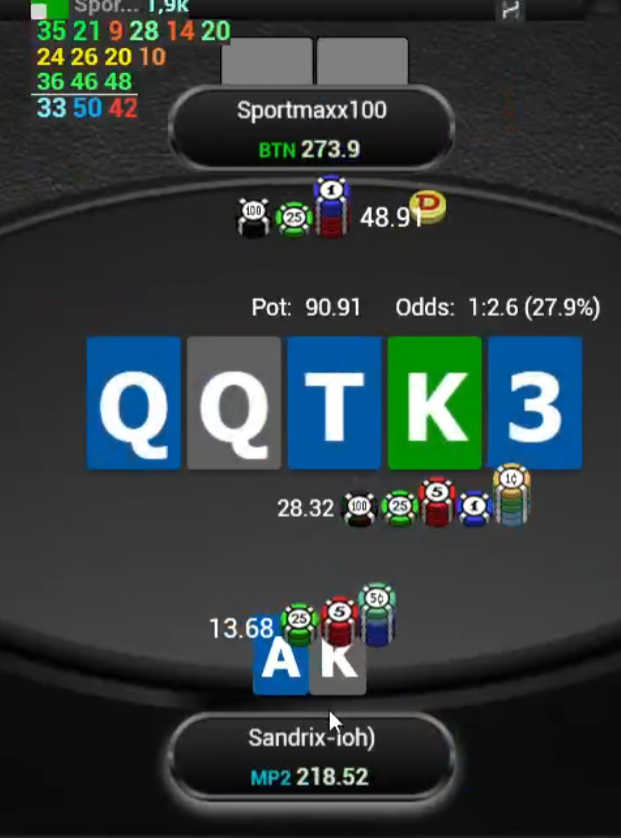 Spor... 1,9k
35 21 9 28 14 20
24 26 20 10
36 46 48
33 50 42
Sportmaxx100
BTN 273.9
100 25 1 48.91 D
Pot: 90.91 Odds: 1:2.6 (27.9%)
Q Q T K 3
28.32 100 25 5 1 1¢
13.68 25 5 5¢
A K
Sandrix-ioh)
MP2 218.52